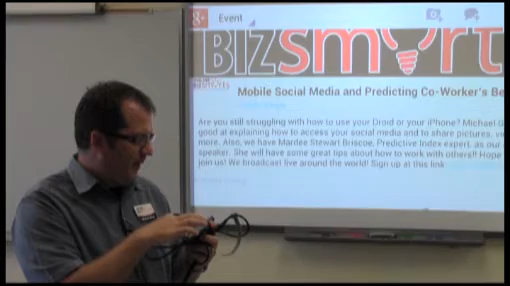 Event
BIZSmart
Mobile Social Media and Predicting Co-Worker's Be
Are you still struggling with how to use your Droid or your iPhone? Michael G
good at explaining how to access your social media and to share pictures,
more. Also, we have Mardee Stewart Briscoe, Predictive Index expert, as our
speaker. She will have some great tips about how to work with others!! Hope
join us! We broadcast live around the world! Sign up at this link